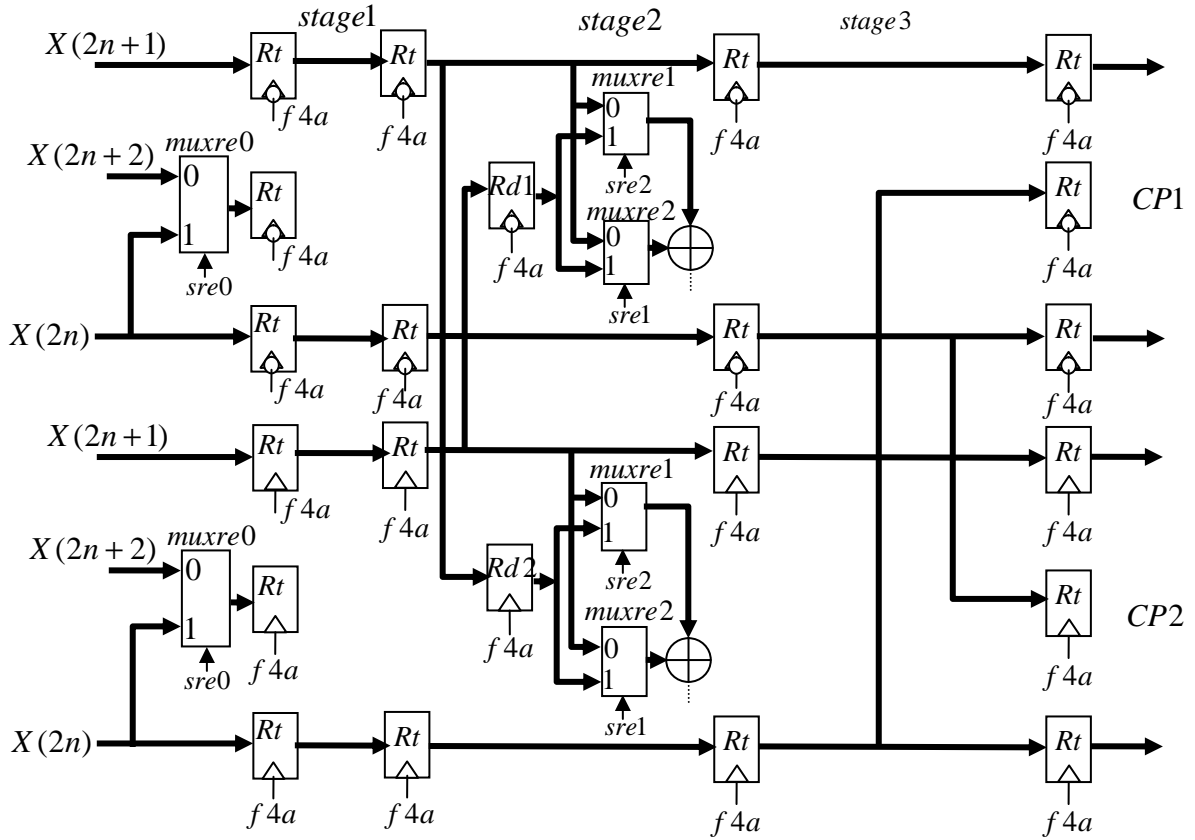 stage1 stage2 stage3
X(2n+1) Rt Rt Rt Rt
muxre1
0
1
f4a f4a f4a f4a
sre2
X(2n+2) muxre0
0
1
Rt Rd1 Rt CP1
muxre2
0
1
f4a f4a f4a
sre0
sre1
X(2n) Rt Rt Rt Rt
f4a f4a f4a f4a
X(2n+1) Rt Rt Rt Rt
muxre1
0
1
f4a f4a f4a f4a
sre2
X(2n+2) muxre0
0
1
Rt Rd2 Rt CP2
muxre2
0
1
f4a f4a f4a
sre0
sre1
X(2n) Rt Rt Rt Rt
f4a f4a f4a f4a